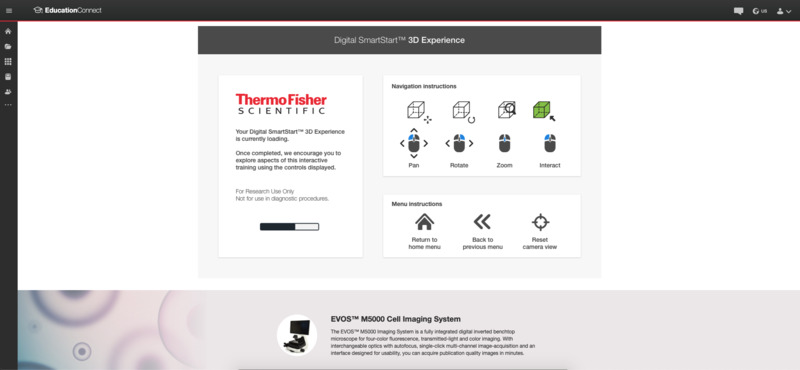 EducationConnect
US
Digital SmartStart™ 3D Experience
ThermoFisher
SCIENTIFIC
Your Digital SmartStart™ 3D Experience
is currently loading.
Once completed, we encourage you to
explore aspects of this interactive
training using the controls displayed.
For Research Use Only
Not for use in diagnostic procedures.
Navigation instructions
Pan
Rotate
Zoom
Interact
Menu instructions
Return to
home menu
Back to
previous menu
Reset
camera view
EVOS™ M5000 Cell Imaging System
The EVOS™ M5000 Imaging System is a fully integrated digital inverted benchtop
microscope for four-color fluorescence, transmitted-light and color imaging. With
interchangeable optics with autofocus, single-click multi-channel image-acquisition and an
interface designed for usability, you can acquire publication quality images in minutes.